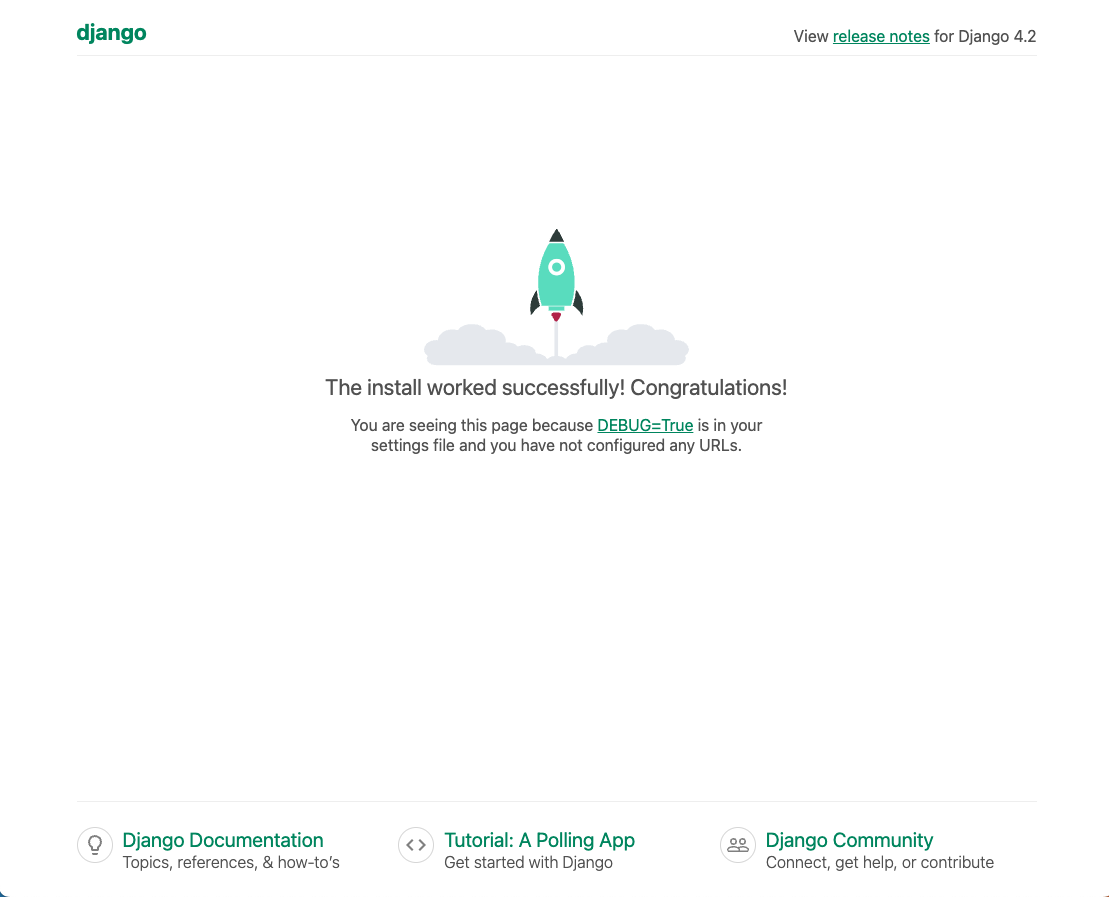 django
View release notes for Django 4.2
The install worked successfully! Congratulations!
You are seeing this page because DEBUG=True is in your
settings file and you have not configured any URLs.
Django Documentation
Topics, references, & how-to’s
Tutorial: A Polling App
Get started with Django
Django Community
Connect, get help, or contribute